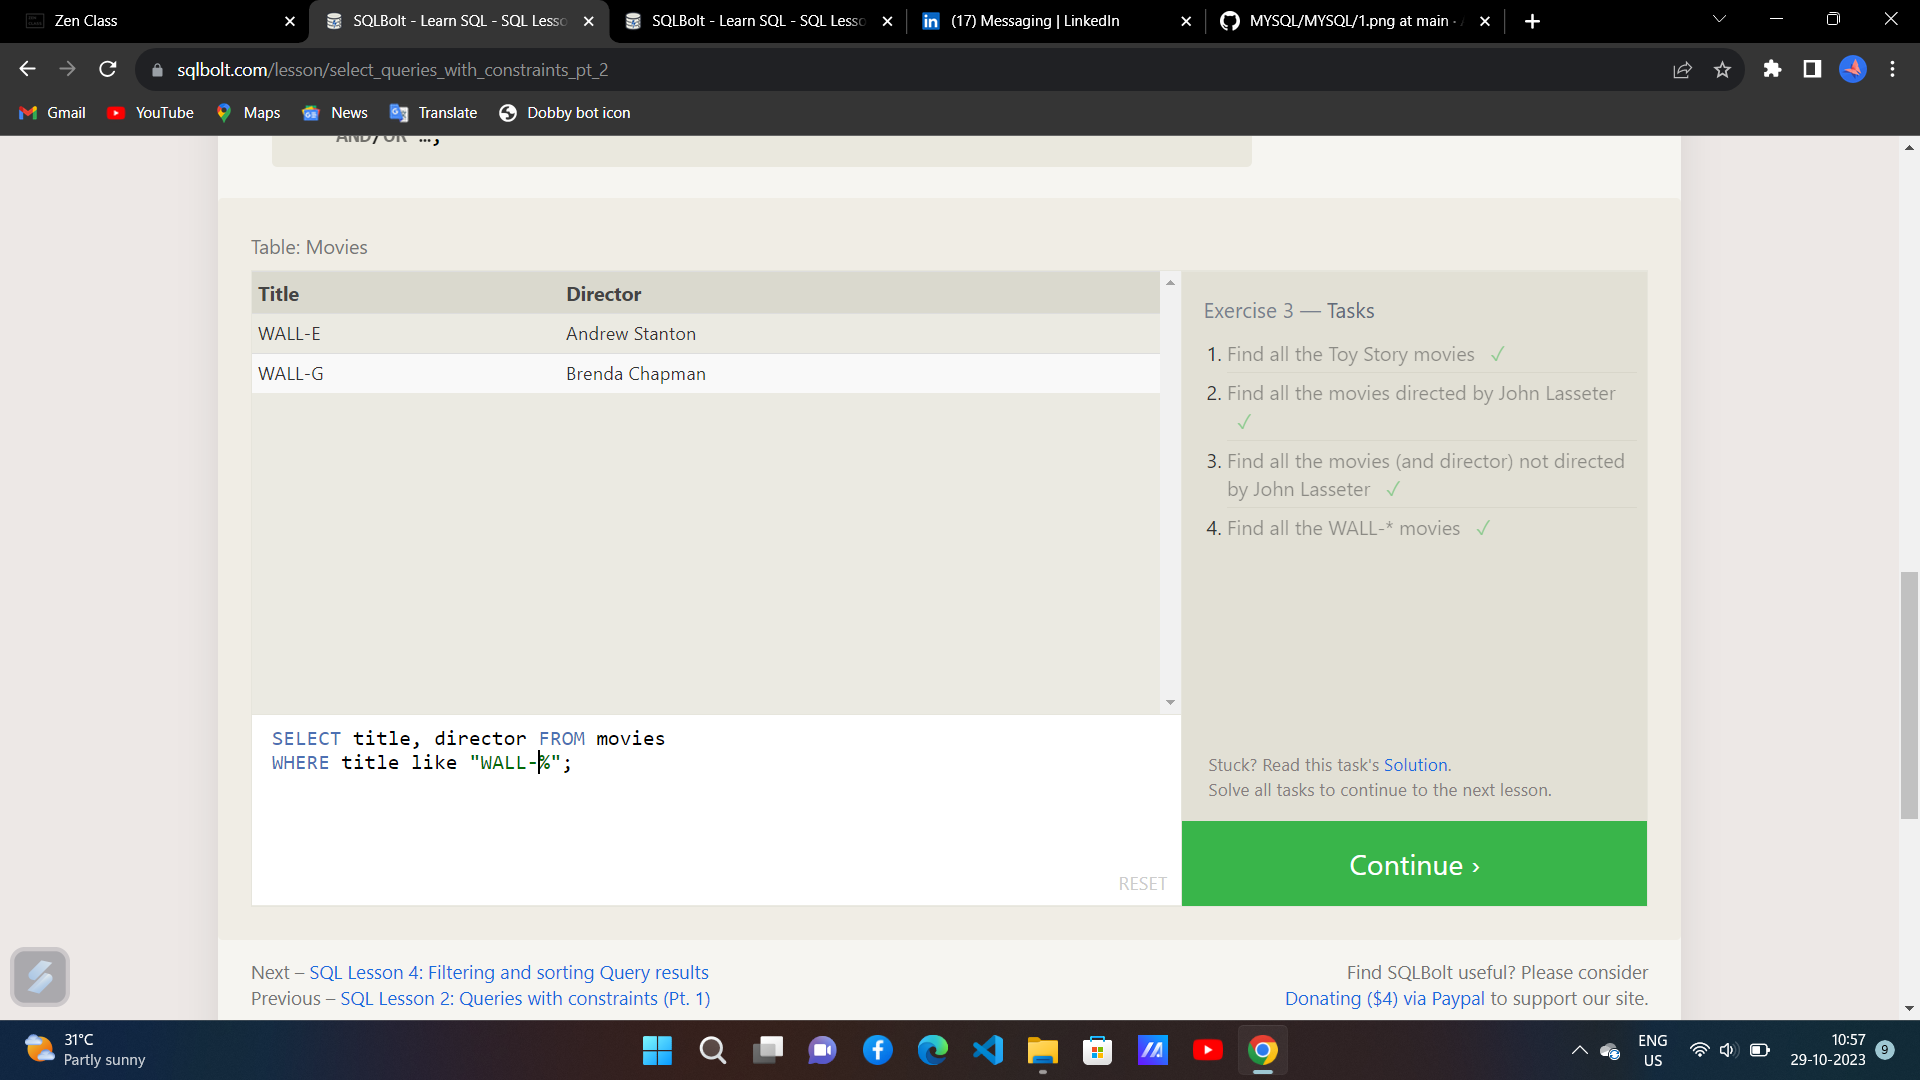 Zen Class
SQLBolt - Learn SQL - SQL Lesso
SQLBolt - Learn SQL - SQL Lesso
(17) Messaging | LinkedIn
MYSQL/MYSQL/1.png at main ·
sqlbolt.com/lesson/select_queries_with_constraints_pt_2
Gmail
YouTube
Maps
News
Translate
Dobby bot icon
AND/OR …;
Table: Movies
Title Director
WALL-E Andrew Stanton
WALL-G Brenda Chapman
Exercise 3 — Tasks
1. Find all the Toy Story movies ✓
2. Find all the movies directed by John Lasseter
✓
3. Find all the movies (and director) not directed
by John Lasseter ✓
4. Find all the WALL-* movies ✓
SELECT title, director FROM movies
WHERE title like "WALL-%";
RESET
Stuck? Read this task's Solution.
Solve all tasks to continue to the next lesson.
Continue ›
Next – SQL Lesson 4: Filtering and sorting Query results
Previous – SQL Lesson 2: Queries with constraints (Pt. 1)
Find SQLBolt useful? Please consider
Donating ($4) via Paypal to support our site.
31°C
Partly sunny
ENG
US
10:57
29-10-2023
9